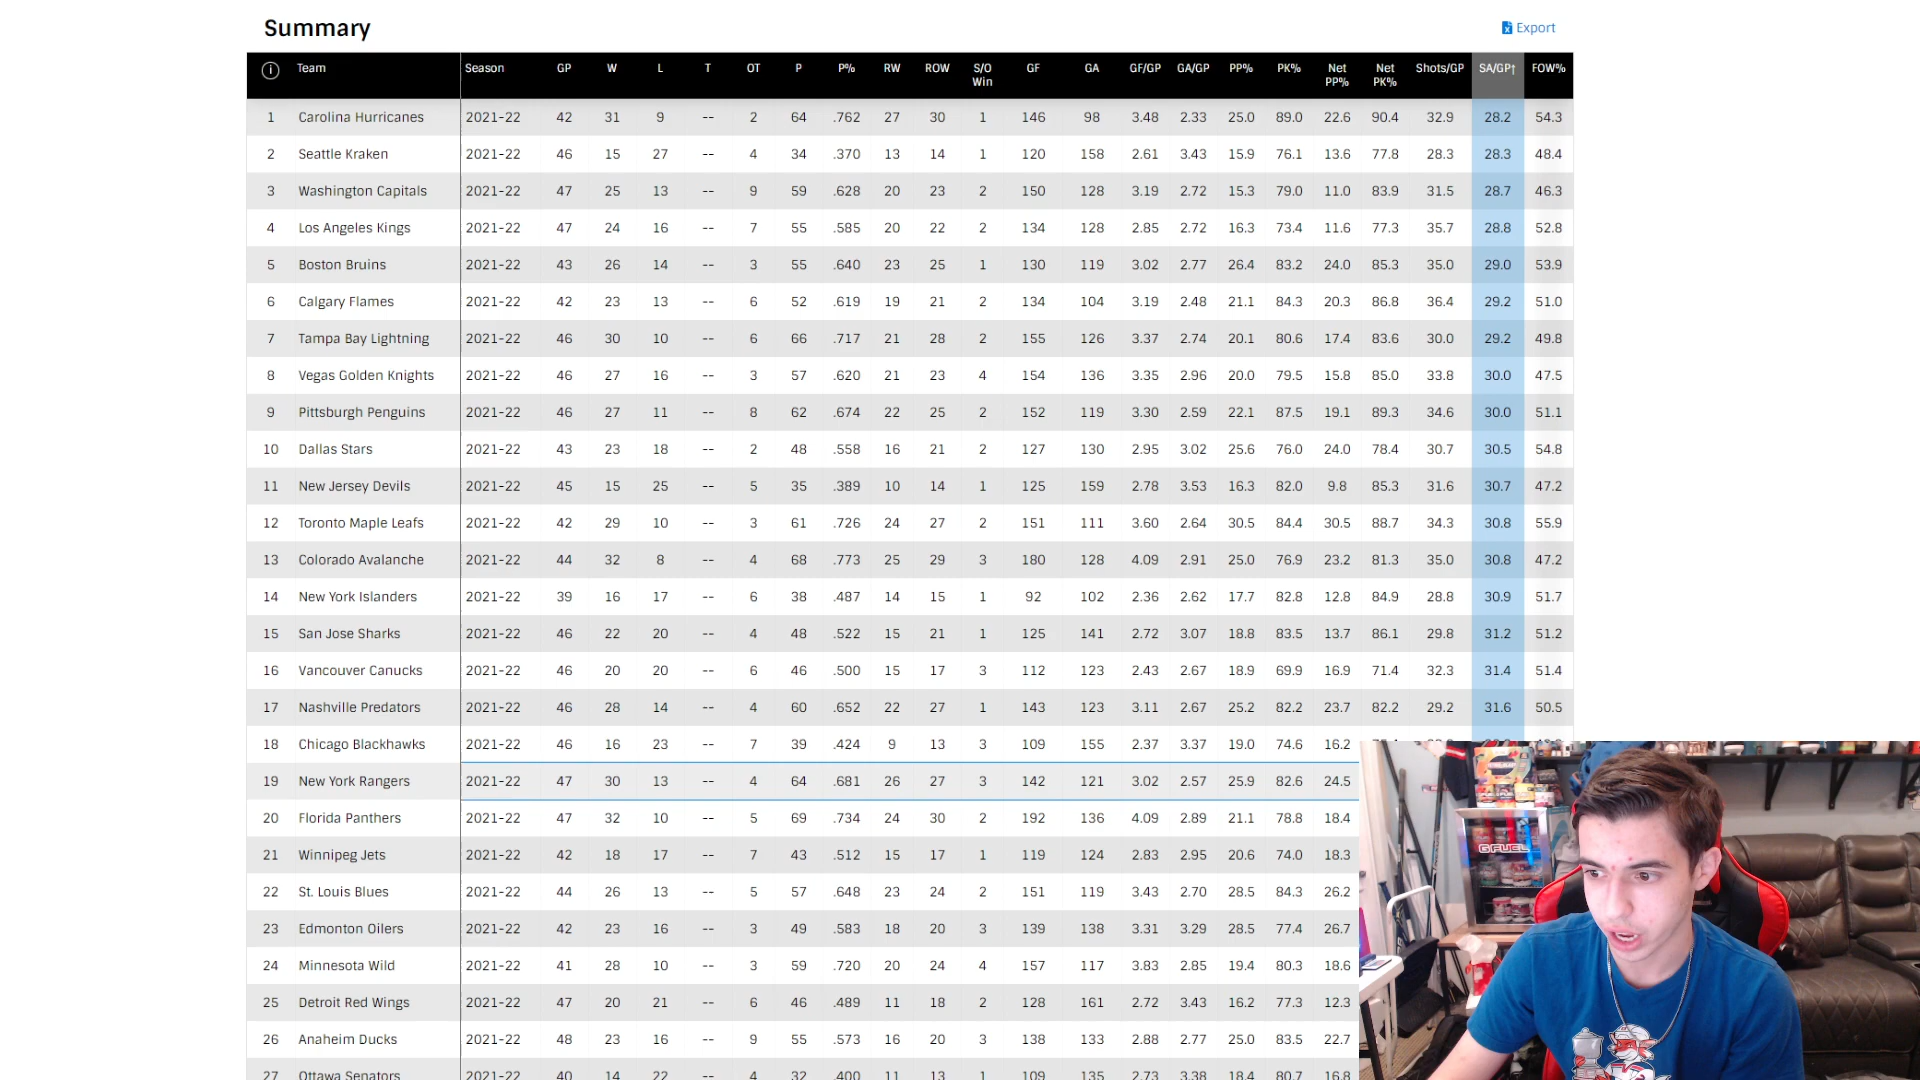 Summary
Export
Team Season GP W L T OT P P% RW ROW S/O Win GF GA GF/GP GA/GP PP% PK% Net PP% Net PK% Shots/GP SA/GP↑ FOW%
1 Carolina Hurricanes 2021-22 42 31 9 -- 2 64 .762 27 30 1 146 98 3.48 2.33 25.0 89.0 22.6 90.4 32.9 28.2 54.3
2 Seattle Kraken 2021-22 46 15 27 -- 4 34 .370 13 14 1 120 158 2.61 3.43 15.9 76.1 13.6 77.8 28.3 28.3 48.4
3 Washington Capitals 2021-22 47 25 13 -- 9 59 .628 20 23 2 150 128 3.19 2.72 15.3 79.0 11.0 83.9 31.5 28.7 46.3
4 Los Angeles Kings 2021-22 47 24 16 -- 7 55 .585 20 22 2 134 128 2.85 2.72 16.3 73.4 11.6 77.3 35.7 28.8 52.8
5 Boston Bruins 2021-22 43 26 14 -- 3 55 .640 23 25 1 130 119 3.02 2.77 26.4 83.2 24.0 85.3 35.0 29.0 53.9
6 Calgary Flames 2021-22 42 23 13 -- 6 52 .619 19 21 2 134 104 3.19 2.48 21.1 84.3 20.3 86.8 36.4 29.2 51.0
7 Tampa Bay Lightning 2021-22 46 30 10 -- 6 66 .717 21 28 2 155 126 3.37 2.74 20.1 80.6 17.4 83.6 30.0 29.2 49.8
8 Vegas Golden Knights 2021-22 46 27 16 -- 3 57 .620 21 23 4 154 136 3.35 2.96 20.0 79.5 15.8 85.0 33.8 30.0 47.5
9 Pittsburgh Penguins 2021-22 46 27 11 -- 8 62 .674 22 25 2 152 119 3.30 2.59 22.1 87.5 19.1 89.3 34.6 30.0 51.1
10 Dallas Stars 2021-22 43 23 18 -- 2 48 .558 16 21 2 127 130 2.95 3.02 25.6 76.0 24.0 78.4 30.7 30.5 54.8
11 New Jersey Devils 2021-22 45 15 25 -- 5 35 .389 10 14 1 125 159 2.78 3.53 16.3 82.0 9.8 85.3 31.6 30.7 47.2
12 Toronto Maple Leafs 2021-22 42 29 10 -- 3 61 .726 24 27 2 151 111 3.60 2.64 30.5 84.4 30.5 88.7 34.3 30.8 55.9
13 Colorado Avalanche 2021-22 44 32 8 -- 4 68 .773 25 29 3 180 128 4.09 2.91 25.0 76.9 23.2 81.3 35.0 30.8 47.2
14 New York Islanders 2021-22 39 16 17 -- 6 38 .487 14 15 1 92 102 2.36 2.62 17.7 82.8 12.8 84.9 28.8 30.9 51.7
15 San Jose Sharks 2021-22 46 22 20 -- 4 48 .522 15 21 1 125 141 2.72 3.07 18.8 83.5 13.7 86.1 29.8 31.2 51.2
16 Vancouver Canucks 2021-22 46 20 20 -- 6 46 .500 15 17 3 112 123 2.43 2.67 18.9 69.9 16.9 71.4 32.3 31.4 51.4
17 Nashville Predators 2021-22 46 28 14 -- 4 60 .652 22 27 1 143 123 3.11 2.67 25.2 82.2 23.7 82.2 29.2 31.6 50.5
18 Chicago Blackhawks 2021-22 46 16 23 -- 7 39 .424 9 13 3 109 155 2.37 3.37 19.0 74.6 16.2
19 New York Rangers 2021-22 47 30 13 -- 4 64 .681 26 27 3 142 121 3.02 2.57 25.9 82.6 24.5
20 Florida Panthers 2021-22 47 32 10 -- 5 69 .734 24 30 2 192 136 4.09 2.89 21.1 78.8 18.4
21 Winnipeg Jets 2021-22 42 18 17 -- 7 43 .512 15 17 1 119 124 2.83 2.95 20.6 74.0 18.3
22 St. Louis Blues 2021-22 44 26 13 -- 5 57 .648 23 24 2 151 119 3.43 2.70 28.5 84.3 26.2
23 Edmonton Oilers 2021-22 42 23 16 -- 3 49 .583 18 20 3 139 138 3.31 3.29 28.5 77.4 26.7
24 Minnesota Wild 2021-22 41 28 10 -- 3 59 .720 20 24 4 157 117 3.83 2.85 19.4 80.3 18.6
25 Detroit Red Wings 2021-22 47 20 21 -- 6 46 .489 11 18 2 128 161 2.72 3.43 16.2 77.3 12.3
26 Anaheim Ducks 2021-22 48 23 16 -- 9 55 .573 16 20 3 138 133 2.88 2.77 25.0 83.5 22.7
27 Ottawa Senators 2021-22 40 14 22 -- 4 32 .400 11 13 1 109 135 2.73 3.38 18.4 80.7 16.8
G FUEL